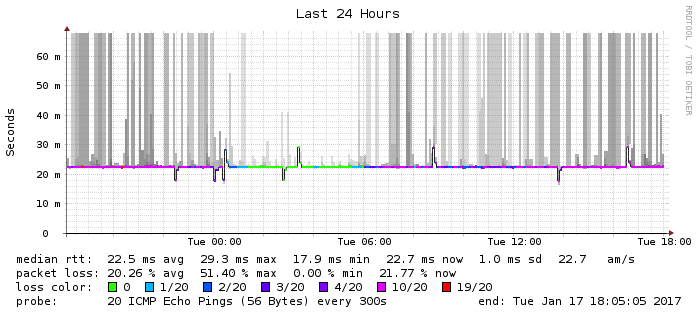 Last 24 Hours
RRDTOOL / TOBI OETIKER
Seconds
60 m
50 m
40 m
30 m
20 m
10 m
0
Tue 00:00 Tue 06:00 Tue 12:00 Tue 18:00
median rtt: 22.5 ms avg 29.3 ms max 17.9 ms min 22.7 ms now 1.0 ms sd 22.7 am/s
packet loss: 20.26 % avg 51.40 % max 0.00 % min 21.77 % now
loss color: 0 1/20 2/20 3/20 4/20 10/20 19/20
probe: 20 ICMP Echo Pings (56 Bytes) every 300s end: Tue Jan 17 18:05:05 2017